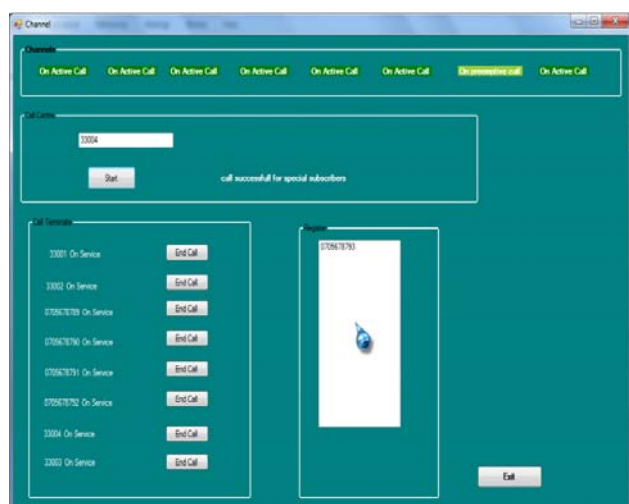 Channel
Channels
On Active Call On Active Call On Active Call On Active Call On Active Call On Active Call On preemptive call On Active Call
Call Centre
33004
Start
call successfull for special subscribers
Call Terminate
33001 On Service End Call
33002 On Service End Call
0705678789 On Service End Call
0705678790 On Service End Call
0705678791 On Service End Call
0705678792 On Service End Call
33004 On Service End Call
33003 On Service End Call
Register
0705678793
Exit